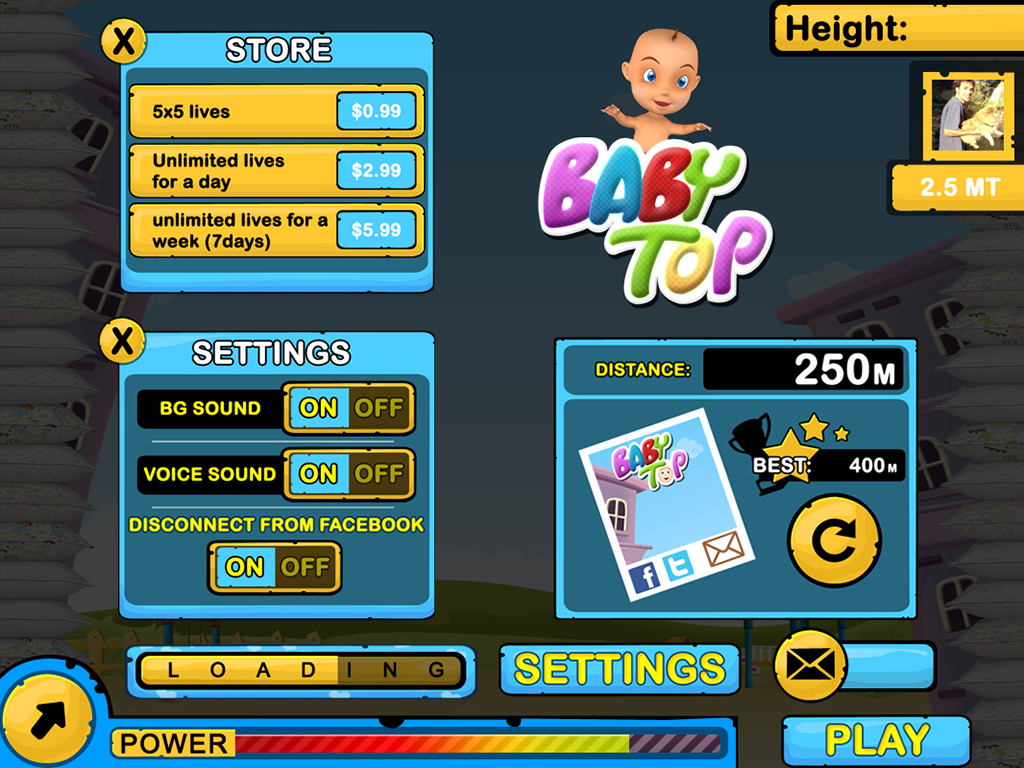 X
STORE
5x5 lives
$0.99
Unlimited lives
for a day
$2.99
unlimited lives for a
week (7days)
$5.99
BABY
TOP
Height:
2.5 MT
X
SETTINGS
BG SOUND
ON OFF
VOICE SOUND
ON OFF
DISCONNECT FROM FACEBOOK
ON OFF
DISTANCE:
250M
BABY
TOP
f t
BEST:
400M
LOADING
SETTINGS
POWER
PLAY